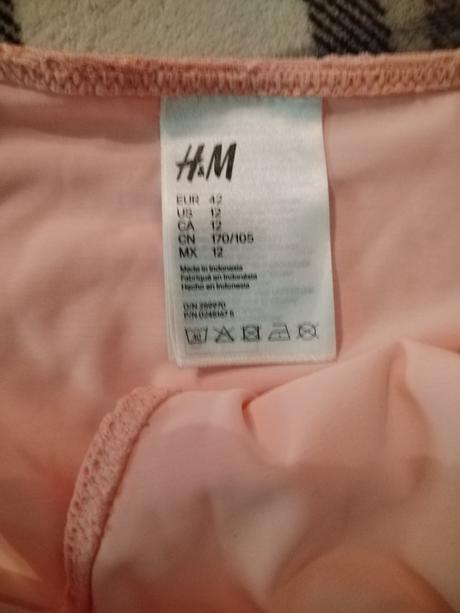 H&M
EUR 42
US 12
CA 12
CN 170/105
MX 12
Made in Indonesia
Fabriqué en Indonésie
Hecho en Indonesia